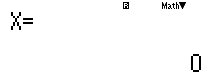 R Math▼
X=
0